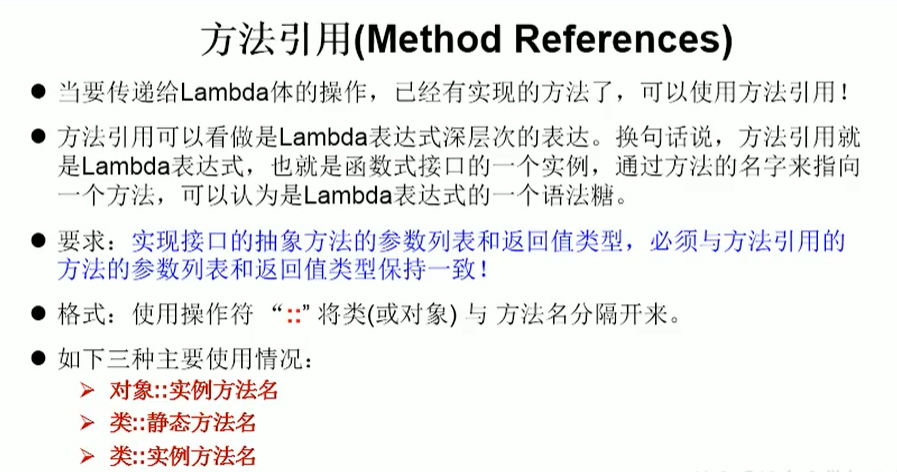 方法引用(Method References)
● 当要传递给Lambda体的操作，已经有实现的方法了，可以使用方法引用！
● 方法引用可以看做是Lambda表达式深层次的表达。换句话说，方法引用就
是Lambda表达式，也就是函数式接口的一个实例，通过方法的名字来指向
一个方法，可以认为是Lambda表达式的一个语法糖。
● 要求：实现接口的抽象方法的参数列表和返回值类型，必须与方法引用的
方法的参数列表和返回值类型保持一致！
● 格式：使用操作符 “::” 将类(或对象) 与 方法名分隔开来。
● 如下三种主要使用情况：
➢ 对象::实例方法名
➢ 类::静态方法名
➢ 类::实例方法名